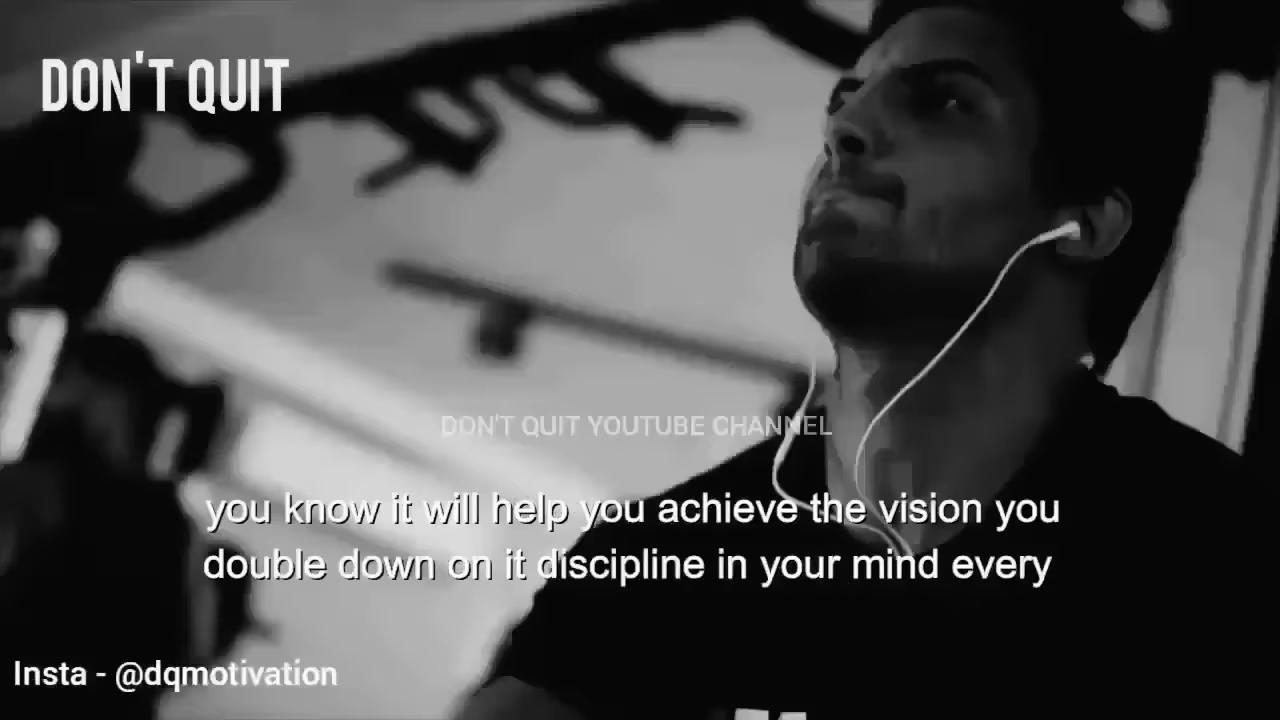 DON'T QUIT
DON'T QUIT YOUTUBE CHANNEL
you know it will help you achieve the vision you
double down on it discipline in your mind every
Insta - @dqmotivation